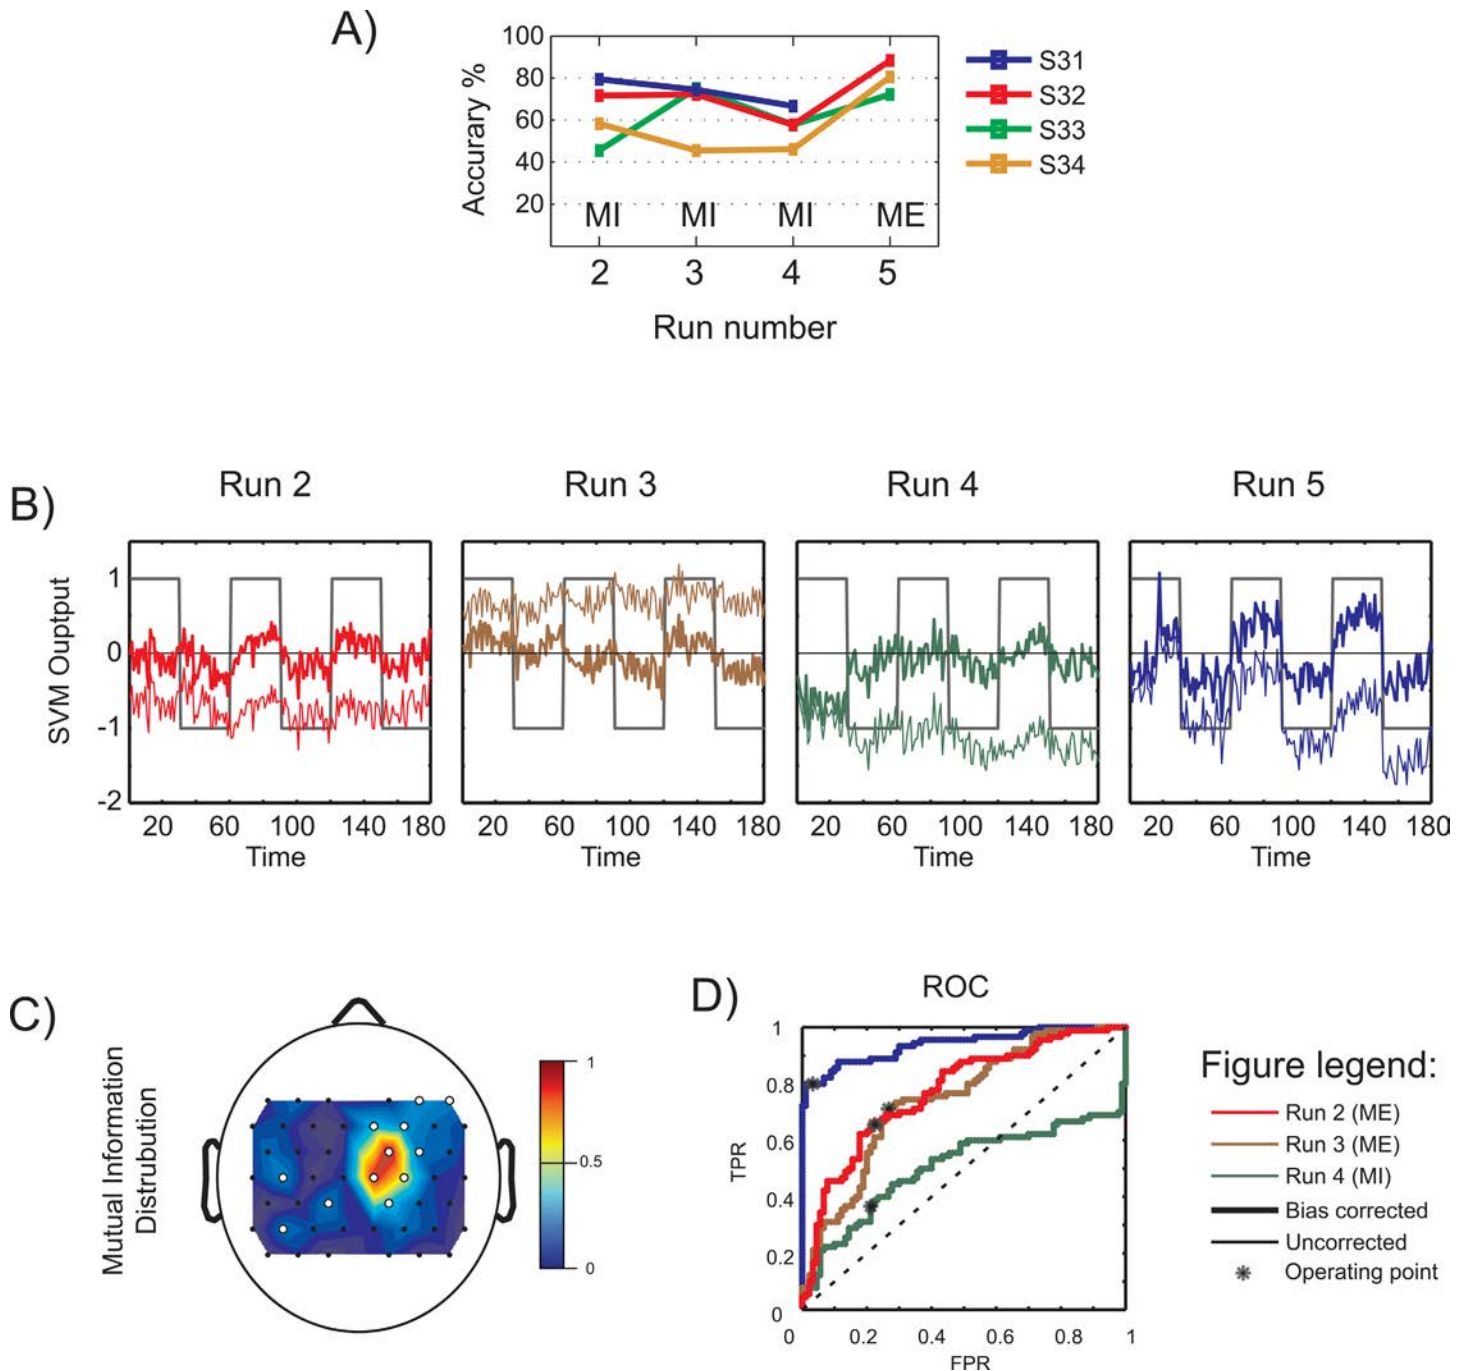 A)
Accurary %
100
80
60
40
20
MI MI MI ME
2 3 4 5
Run number
S31
S32
S33
S34
B)
Run 2 Run 3 Run 4 Run 5
SVM Ouptput
1
0
-1
-2
20 60 100 140 180 20 60 100 140 180 20 60 100 140 180 20 60 100 140 180
Time Time Time Time
C)
Mutual Information
Distrubution
1
0.5
0
D)
ROC
TPR
1
0.8
0.6
0.4
0.2
0
0 0.2 0.4 0.6 0.8 1
FPR
Figure legend:
Run 2 (ME)
Run 3 (ME)
Run 4 (MI)
Bias corrected
Uncorrected
Operating point